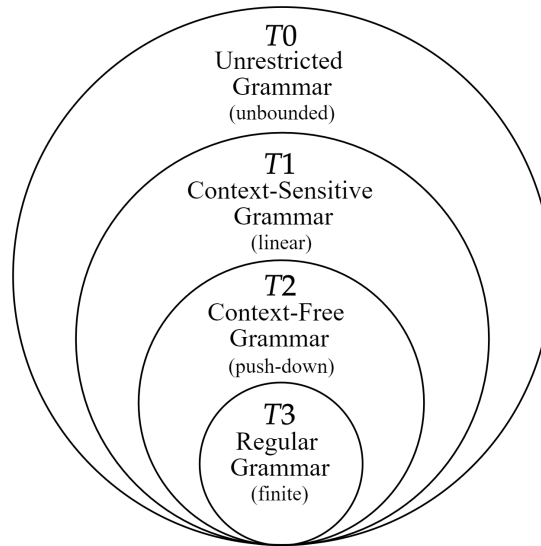 T0
Unrestricted
Grammar
(unbounded)
T1
Context-Sensitive
Grammar
(linear)
T2
Context-Free
Grammar
(push-down)
T3
Regular
Grammar
(finite)